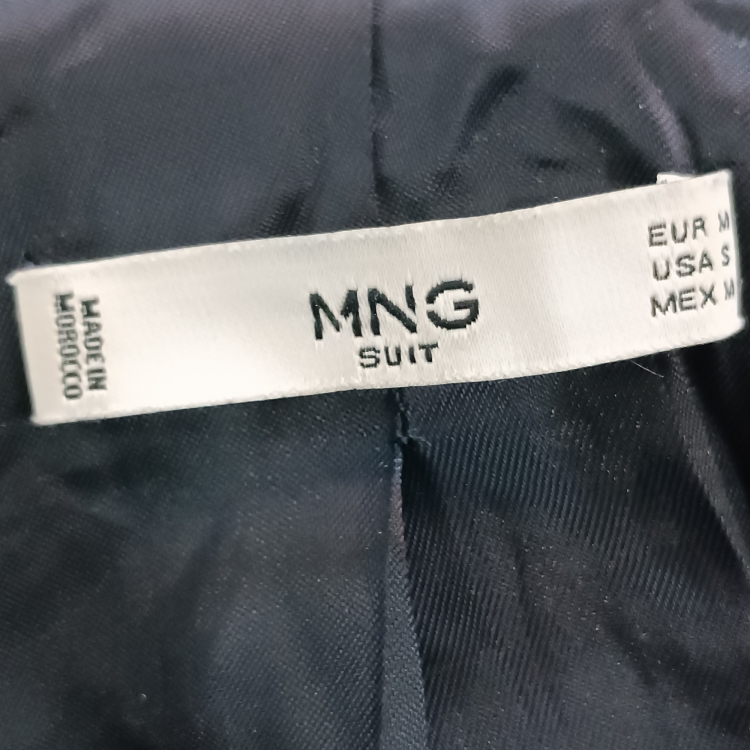 MADE IN
MOROCCO
MNG
SUIT
EUR M
USA S
MEX M